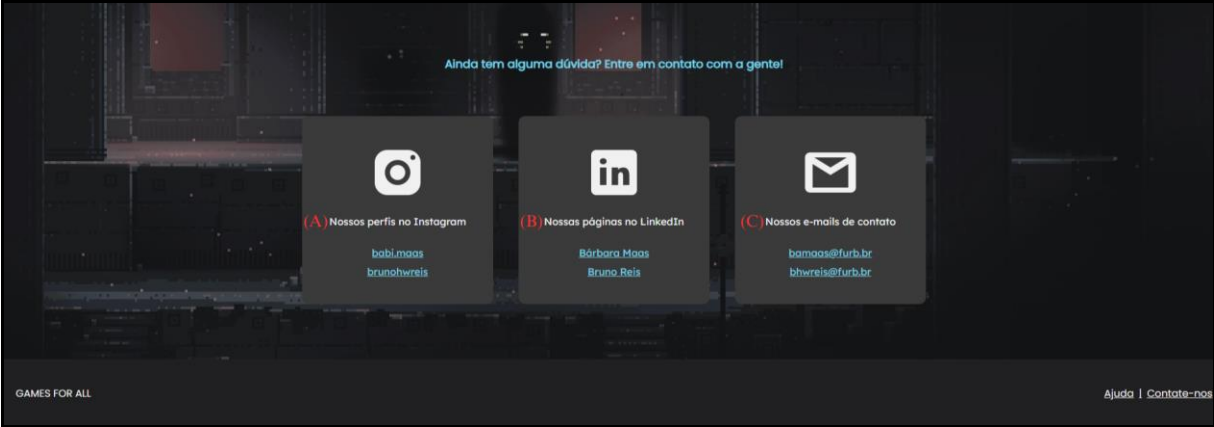 Ainda tem alguma dúvida? Entre em contato com a gente!
(A) Nossos perfis no Instagram
babi.maas
brunohwreis
in
(B) Nossas páginas no LinkedIn
Bárbara Maas
Bruno Reis
(C) Nossos e-mails de contato
bamaas@furb.br
bhwreis@furb.br
GAMES FOR ALL
Ajuda | Contate-nos